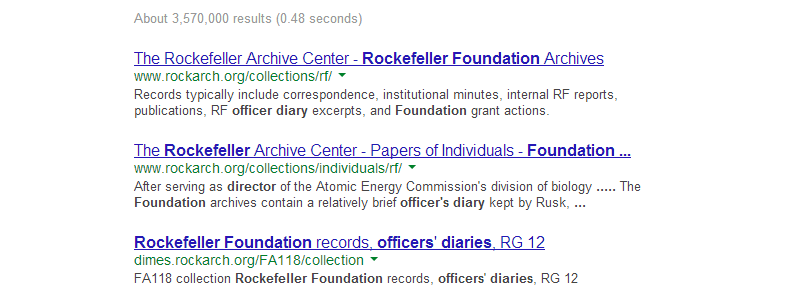 About 3,570,000 results (0.48 seconds)
The Rockefeller Archive Center - Rockefeller Foundation Archives
www.rockarch.org/collections/rf/
Records typically include correspondence, institutional minutes, internal RF reports,
publications, RF officer diary excerpts, and Foundation grant actions.
The Rockefeller Archive Center - Papers of Individuals - Foundation ...
www.rockarch.org/collections/individuals/rf/
After serving as director of the Atomic Energy Commission's division of biology ..... The
Foundation archives contain a relatively brief officer's diary kept by Rusk, ...
Rockefeller Foundation records, officers' diaries, RG 12
dimes.rockarch.org/FA118/collection
FA118 collection Rockefeller Foundation records, officers' diaries, RG 12